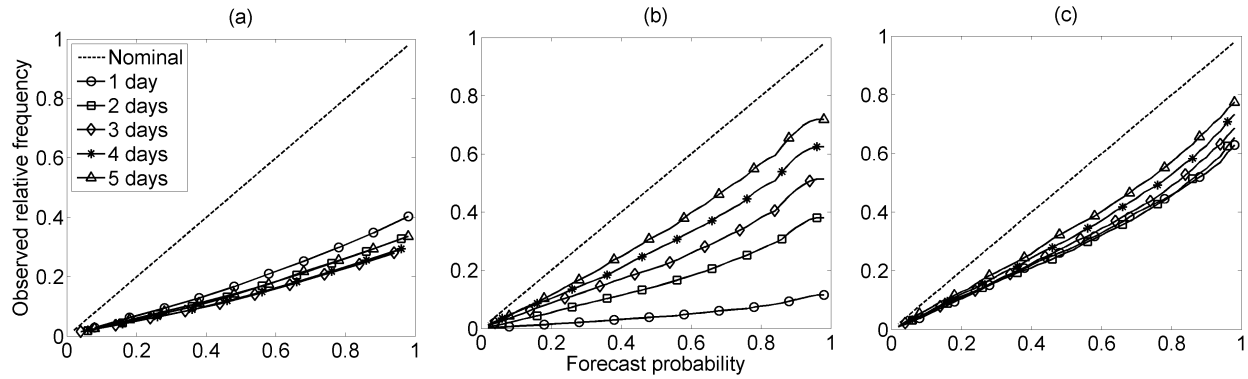 (a)
(b)
(c)
Observed relative frequency
1
0.8
0.6
0.4
0.2
0
Nominal
1 day
2 days
3 days
4 days
5 days
0 0.2 0.4 0.6 0.8 1
1
0.8
0.6
0.4
0.2
0
0 0.2 0.4 0.6 0.8 1
1
0.8
0.6
0.4
0.2
0
0.2 0.4 0.6 0.8 1
Forecast probability